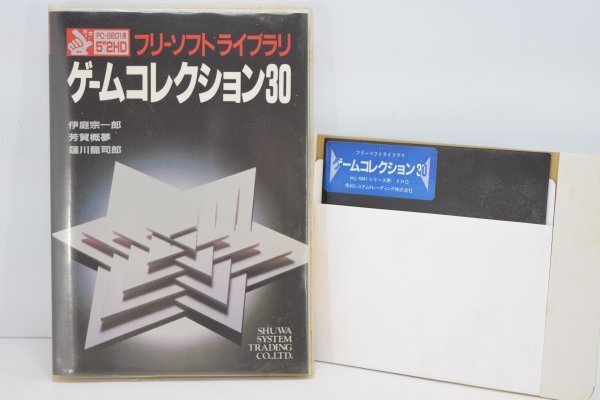 PC-9801用
5"2HD
フリーソフトライブラリ
ゲームコレクション30
伊庭宗一郎
芳賀概夢
蓮川龍司郎
SHUWA
SYSTEM
TRADING
CO.,LTD.
フリーソフトライブラリ
ゲームコレクション30
PC-9801シリーズ用 2HD
秀和システムトレーディング株式会社